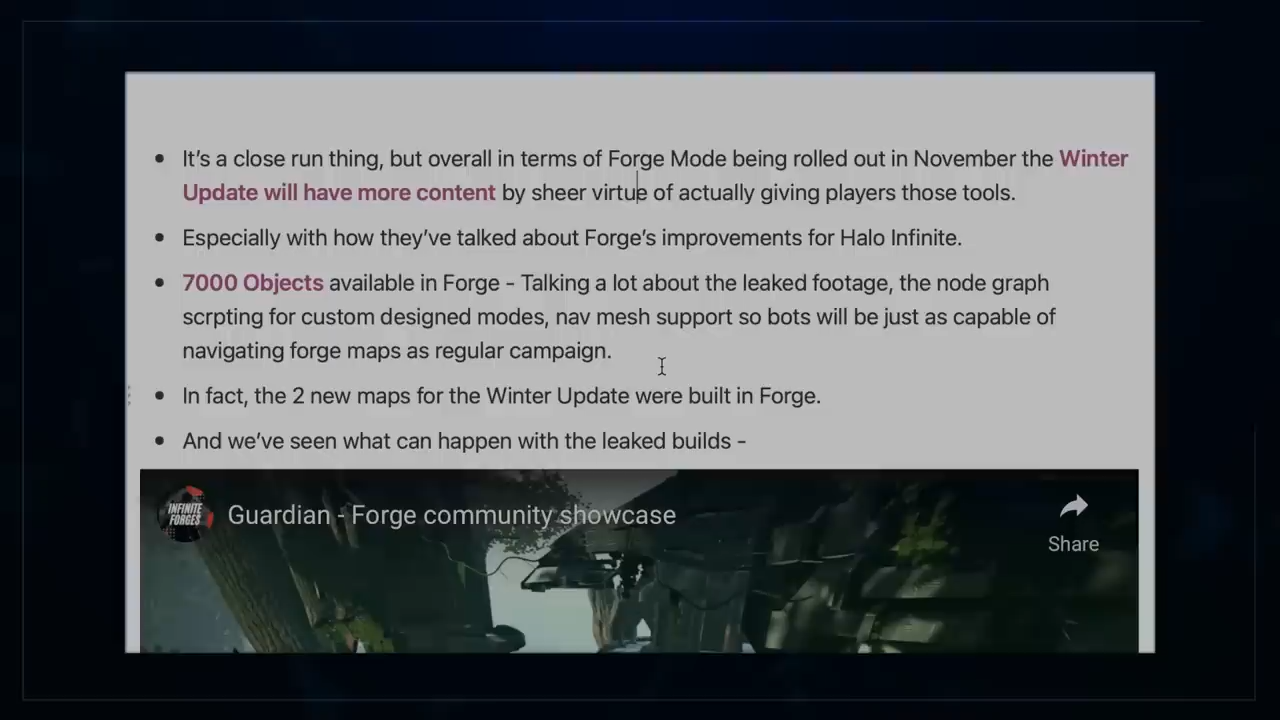 It’s a close run thing, but overall in terms of Forge Mode being rolled out in November the Winter
Update will have more content by sheer virtue of actually giving players those tools.
Especially with how they’ve talked about Forge’s improvements for Halo Infinite.
7000 Objects available in Forge - Talking a lot about the leaked footage, the node graph
scrpting for custom designed modes, nav mesh support so bots will be just as capable of
navigating forge maps as regular campaign.
In fact, the 2 new maps for the Winter Update were built in Forge.
And we’ve seen what can happen with the leaked builds -
INFINITE
FORGES
Guardian - Forge community showcase
Share